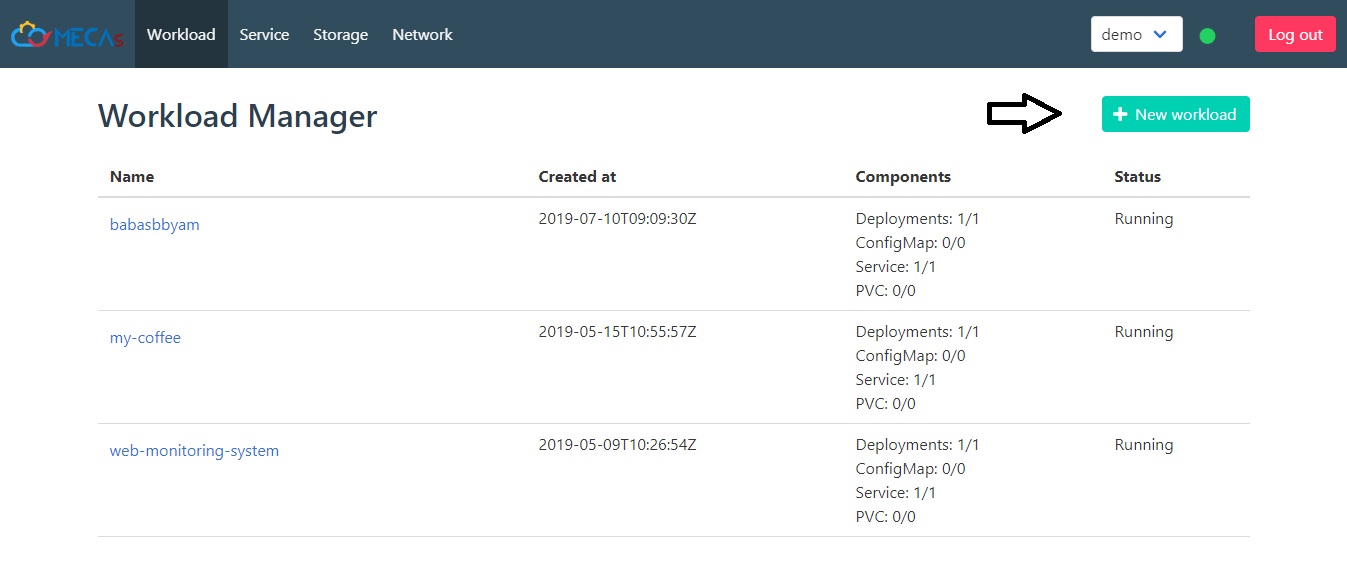 MECAs Workload Service Storage Network demo Log out
Workload Manager
New workload
Name Created at Components Status
babasbbyam 2019-07-10T09:09:30Z Deployments: 1/1 Running
ConfigMap: 0/0
Service: 1/1
PVC: 0/0
my-coffee 2019-05-15T10:55:57Z Deployments: 1/1 Running
ConfigMap: 0/0
Service: 1/1
PVC: 0/0
web-monitoring-system 2019-05-09T10:26:54Z Deployments: 1/1 Running
ConfigMap: 0/0
Service: 1/1
PVC: 0/0